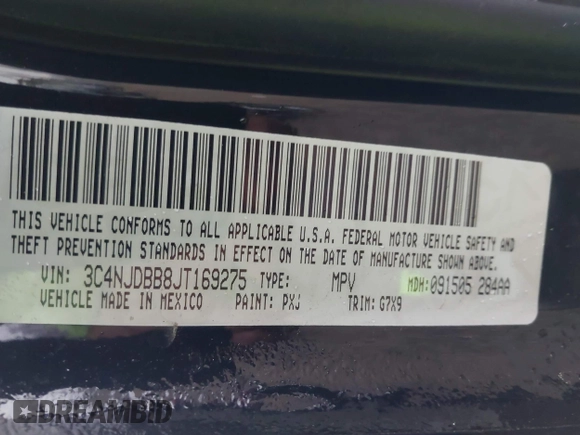 THIS VEHICLE CONFORMS TO ALL APPLICABLE U.S.A. FEDERAL MOTOR VEHICLE SAFETY AND
THEFT PREVENTION STANDARDS IN EFFECT ON THE DATE OF MANUFACTURE SHOWN ABOVE.
VIN: 3C4NJDBB8JT169275 TYPE: MPV MDH:091505 284AA
VEHICLE MADE IN MEXICO PAINT: PXJ TRIM: G7X9
DREAMBID